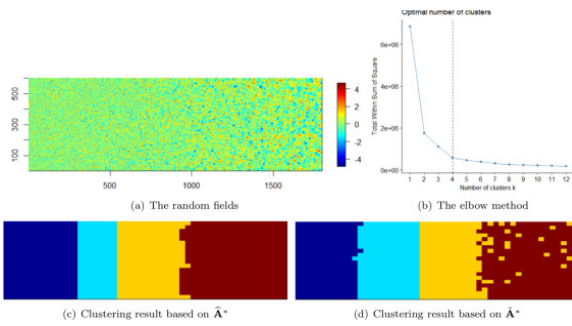 Optimal number of clusters
600
300
100
500
1000
1500
4
2
0
-2
-4
6e+06
4e+06
2e+06
0e+00
Total Within Sum of Square
1 2 3 4 5 6 7 8 9 10 11 12
Number of clusters k
(a) The random fields
(b) The elbow method
(c) Clustering result based on Â*
(d) Clustering result based on Ǎ*